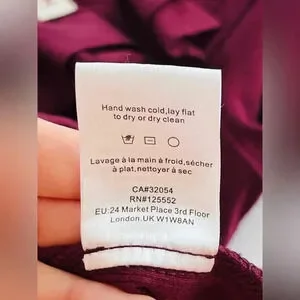 Hand wash cold,lay flat
to dry or dry clean
Lavage à la main à froid,sécher
à plat,nettoyer à sec
CA#32054
RN#125552
EU:24 Market Place 3rd Floor
London.UK W1W8AN